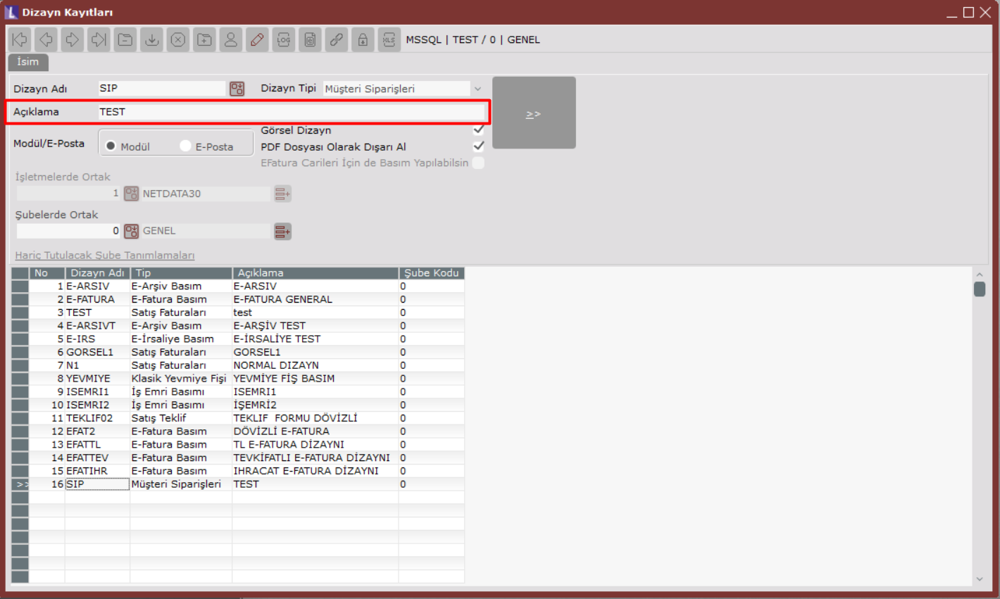 Dizayn Kayıtları
LOG XLS MSSQL | TEST / 0 | GENEL
İsim
Dizayn Adı SIP Dizayn Tipi Müşteri Siparişleri
Açıklama TEST
>>
Modül/E-Posta Modül E-Posta
Görsel Dizayn
PDF Dosyası Olarak Dışarı Al
EFatura Carileri İçin de Basım Yapılabilsin
İşletmelerde Ortak
1 NETDATA30
Şubelerde Ortak
0 GENEL
Hariç Tutulacak Şube Tanımlamaları
No Dizayn Adı Tip Açıklama Şube Kodu
1 E-ARSIV E-Arşiv Basım E-ARSIV 0
2 E-FATURA E-Fatura Basım E-FATURA GENERAL 0
3 TEST Satış Faturaları test 0
4 E-ARSIVT E-Arşiv Basım E-ARŞİV TEST 0
5 E-IRS E-İrsaliye Basım E-İRSALİYE TEST 0
6 GORSEL1 Satış Faturaları GORSEL1 0
7 N1 Satış Faturaları NORMAL DIZAYN 0
8 YEVMIYE Klasik Yevmiye Fişi YEVMİYE FİŞ BASIM 0
9 ISEMRI1 İş Emri Basımı ISEMRI1 0
10 ISEMRI2 İş Emri Basımı İŞEMRİ2 0
11 TEKLIF02 Satış Teklif TEKLIF FORMU DÖVİZLİ 0
12 EFAT2 E-Fatura Basım DÖVİZLİ E-FATURA 0
13 EFATTL E-Fatura Basım TL E-FATURA DİZAYNI 0
14 EFATTEV E-Fatura Basım TEVKİFATLI E-FATURA DİZAYNI 0
15 EFATIHR E-Fatura Basım IHRACAT E-FATURA DİZAYNI 0
>> 16 SIP Müşteri Siparişleri TEST 0